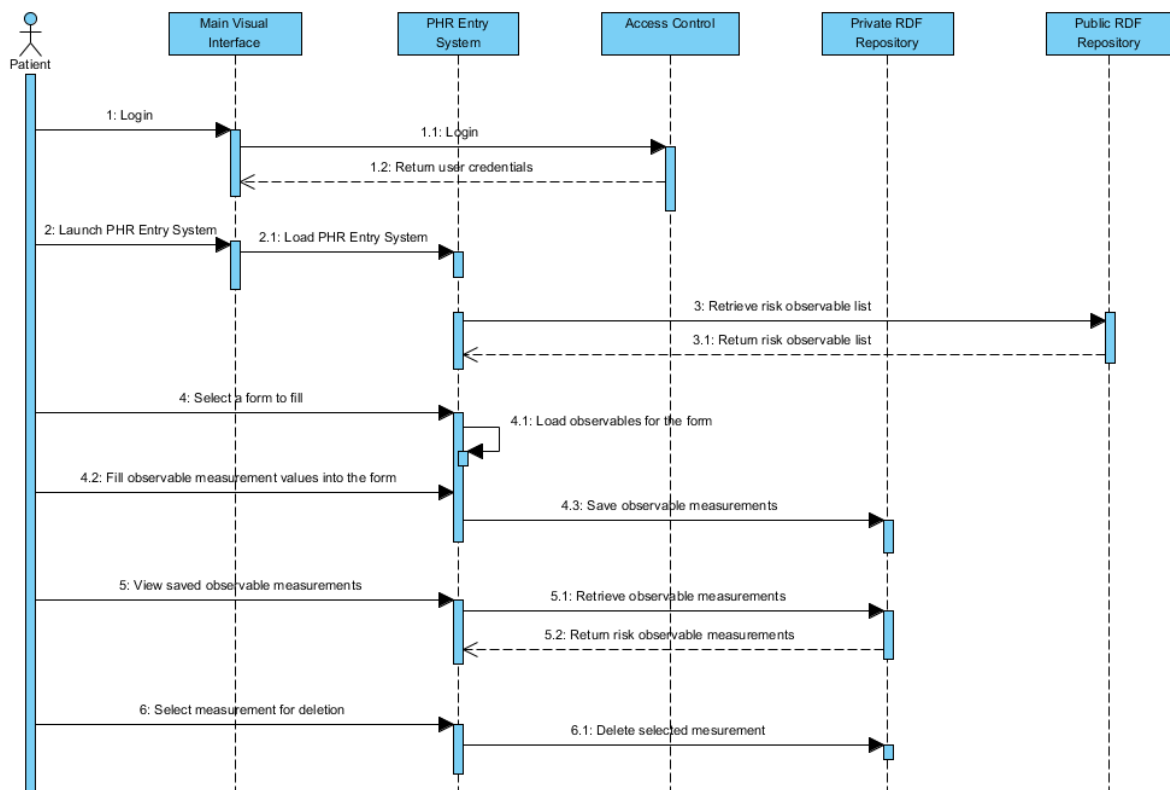 Main Visual
Interface
PHR Entry
System
Access Control
Private RDF
Repository
Public RDF
Repository
Patient
1: Login
1.1: Login
1.2: Return user credentials
2: Launch PHR Entry System
2.1: Load PHR Entry System
3: Retrieve risk observable list
3.1: Return risk observable list
4: Select a form to fill
4.1: Load observables for the form
4.2: Fill observable measurement values into the form
4.3: Save observable measurements
5: View saved observable measurements
5.1: Retrieve observable measurements
5.2: Return risk observable measurements
6: Select measurement for deletion
6.1: Delete selected mesurement